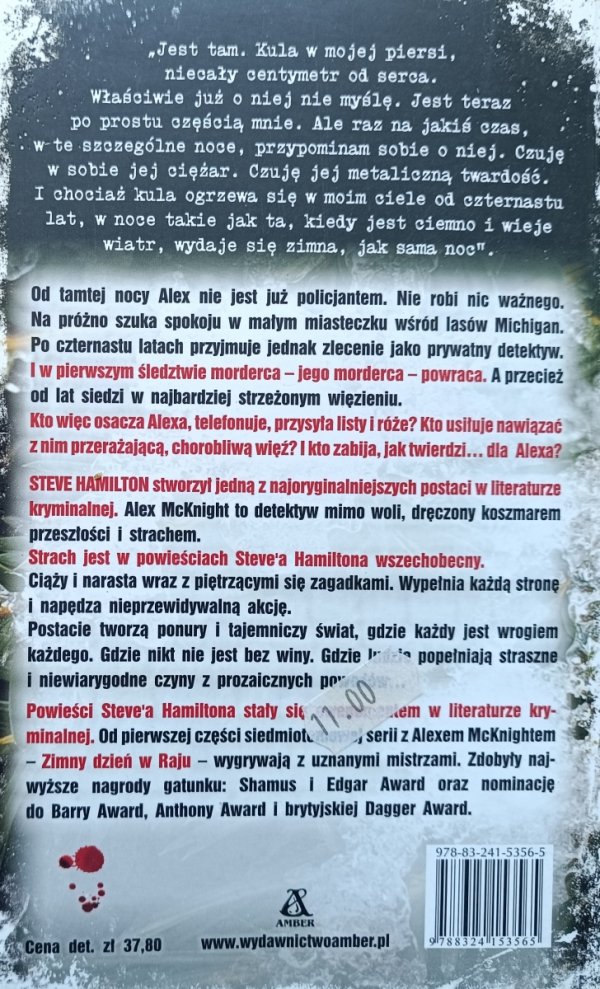 „Jest tam. Kula w mojej piersi,
niecały centymetr od serca.
Właściwie już o niej nie myślę. Jest teraz
po prostu częścią mnie. Ale raz na jakiś czas,
w te szczególne noce, przypominam sobie o niej. Czuję
w sobie jej ciężar. Czuję jej metaliczną twardość.
I chociaż kula ogrzewa się w moim ciele od czternastu
lat, w noce takie jak ta, kiedy jest ciemno i wieje
wiatr, wydaje się zimna, jak sama noc".
Od tamtej nocy Alex nie jest już policjantem. Nie robi nic ważnego.
Na próżno szuka spokoju w małym miasteczku wśród lasów Michigan.
Po czternastu latach przyjmuje jednak zlecenie jako prywatny detektyw.
I w pierwszym śledztwie morderca – jego morderca – powraca. A przecież
od lat siedzi w najbardziej strzeżonym więzieniu.
Kto więc osacza Alexa, telefonuje, przysyła listy i róże? Kto usiłuje nawiązać
z nim przerażającą, chorobliwą więź? I kto zabija, jak twierdzi... dla Alexa?
STEVE HAMILTON stworzył jedną z najoryginalniejszych postaci w literaturze
kryminalnej. Alex McKnight to detektyw mimo woli, dręczony koszmarem
przeszłości i strachem.
Strach jest w powieściach Steve'a Hamiltona wszechobecny.
Ciąży i narasta wraz z piętrzącymi się zagadkami. Wypełnia każdą stronę
i napędza nieprzewidywalną akcję.
Postacie tworzą ponury i tajemniczy świat, gdzie każdy jest wrogiem
każdego. Gdzie nikt nie jest bez winy. Gdzie ludzie popełniają straszne
i niewiarygodne czyny z prozaicznych
11.00
Powieści Steve'a Hamiltona stały się w literaturze kry-
minalnej. Od pierwszej części siedmiotomowej serii z Alexem McKnightem
– Zimny dzień w Raju – wygrywają z uznanymi mistrzami. Zdobyły naj-
wyższe nagrody gatunku: Shamus i Edgar Award oraz nominację
do Barry Award, Anthony Award i brytyjskiej Dagger Award.
978-83-241-5356-5
9 788324 153565
A
AMBER
Cena det. zł 37,80
www.wydawnictwoamber.pl